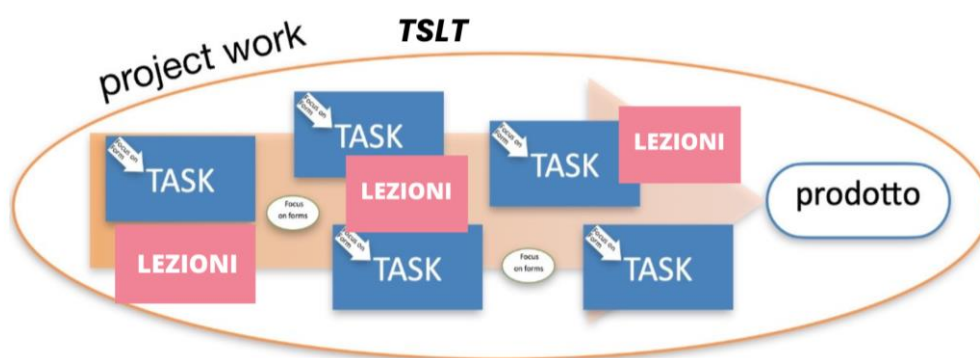 TSLT
project work
Focus on
Form
TASK
LEZIONI
Focus on
Form
TASK
LEZIONI
Focus
on forms
Focus on
Form
TASK
Focus on
Form
TASK
LEZIONI
Focus
on forms
Focus on
Form
TASK
prodotto